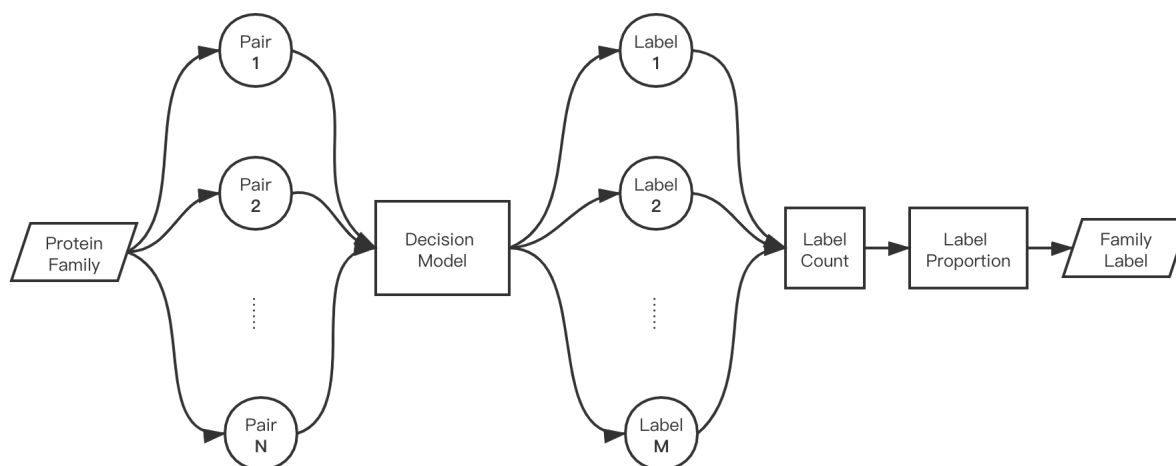 Pair
1
Pair
2
Pair
N
Protein
Family
Decision
Model
Label
1
Label
2
Label
M
Label
Count
Label
Proportion
Family
Label